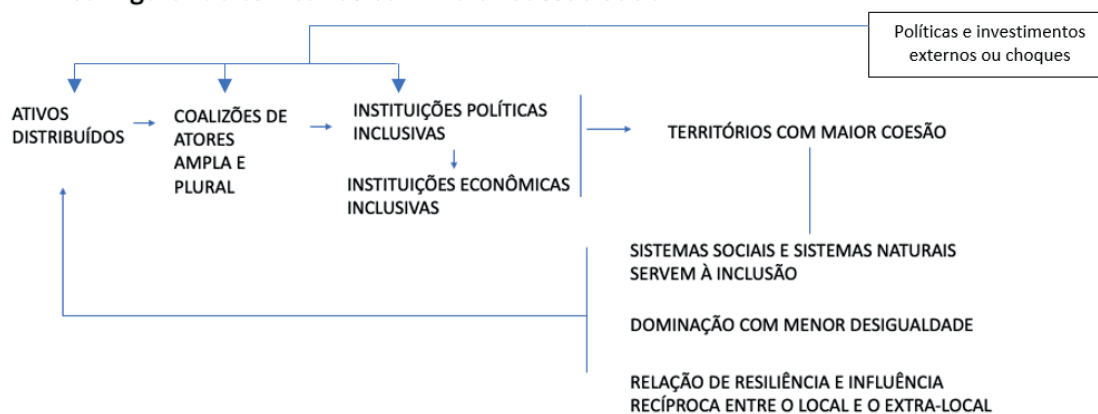 Políticas e investimentos
externos ou choques
ATIVOS
DISTRIBUÍDOS
COALIZÕES DE
ATORES
AMPLA E
PLURAL
INSTITUIÇÕES POLÍTICAS
INCLUSIVAS
INSTITUIÇÕES ECONÔMICAS
INCLUSIVAS
TERRITÓRIOS COM MAIOR COESÃO
SISTEMAS SOCIAIS E SISTEMAS NATURAIS
SERVEM À INCLUSÃO
DOMINAÇÃO COM MENOR DESIGUALDADE
RELAÇÃO DE RESILIÊNCIA E INFLUÊNCIA
RECÍPROCA ENTRE O LOCAL E O EXTRA-LOCAL